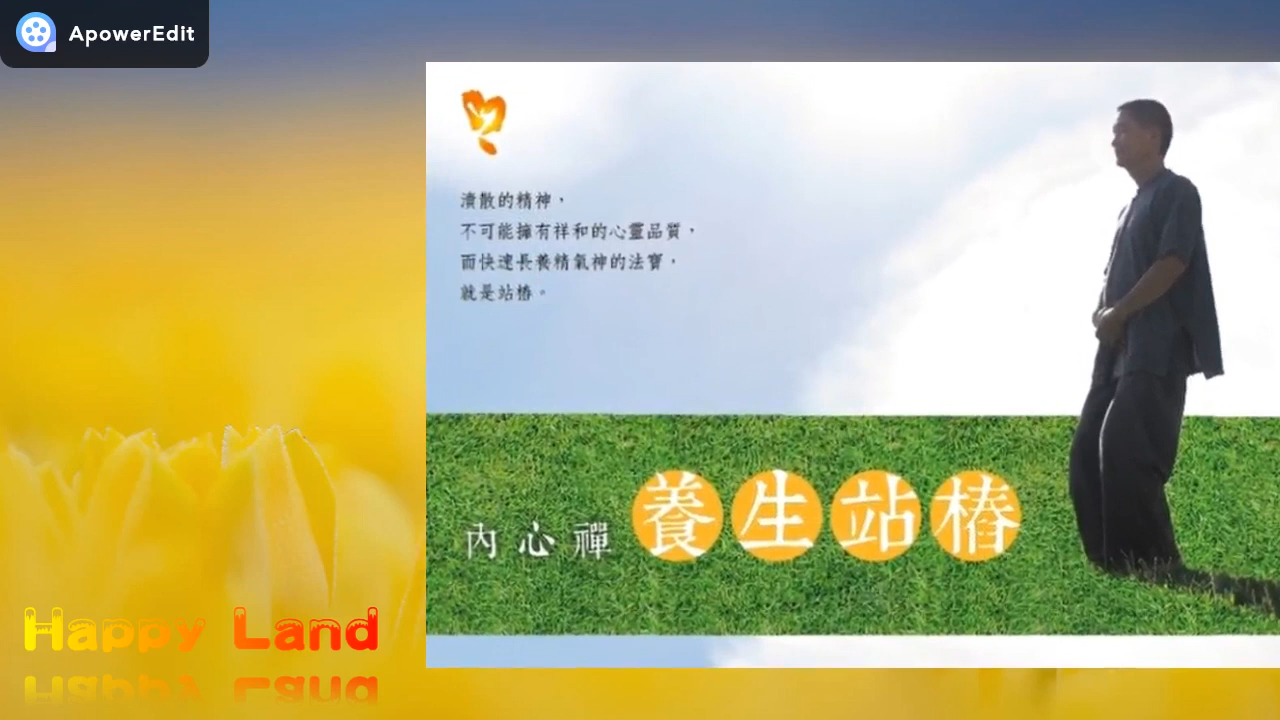 ApowerEdit
潰散的精神，
不可能擁有祥和的心靈品質，
而快速長養精氣神的法寶，
就是站樁。
內心禪 養生站樁
Happy Land